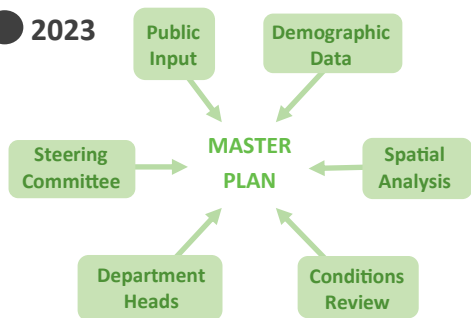 2023
Public
Input
Demographic
Data
Steering
Committee
MASTER
PLAN
Spatial
Analysis
Department
Heads
Conditions
Review